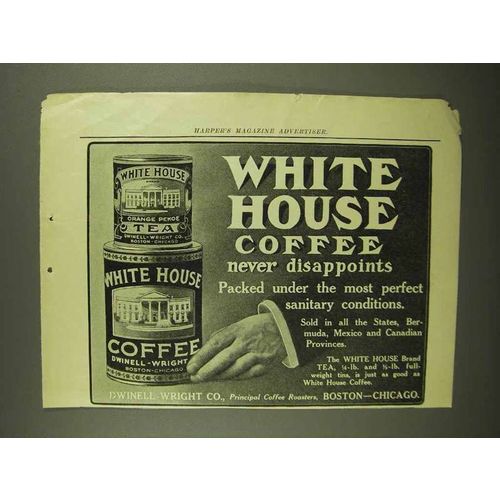 HARPER'S MAGAZINE ADVERTISER.
WHITE HOUSE
BRAND
ORANGE PEKOE
TEA
DWINELL-WRIGHT CO.
BOSTON-CHICAGO
WHITE HOUSE
COFFEE
DWINELL-WRIGHT
BOSTON-CHICAGO
WHITE
HOUSE
COFFEE
never disappoints
Packed under the most perfect
sanitary conditions.
Sold in all the States, Ber-
muda, Mexico and Canadian
Provinces.
The WHITE HOUSE Brand
TEA, ¼-lb. and ½-lb. full-
weight tins, is just as good as
White House Coffee.
DWINELL-WRIGHT CO., Principal Coffee Roasters, BOSTON—CHICAGO.